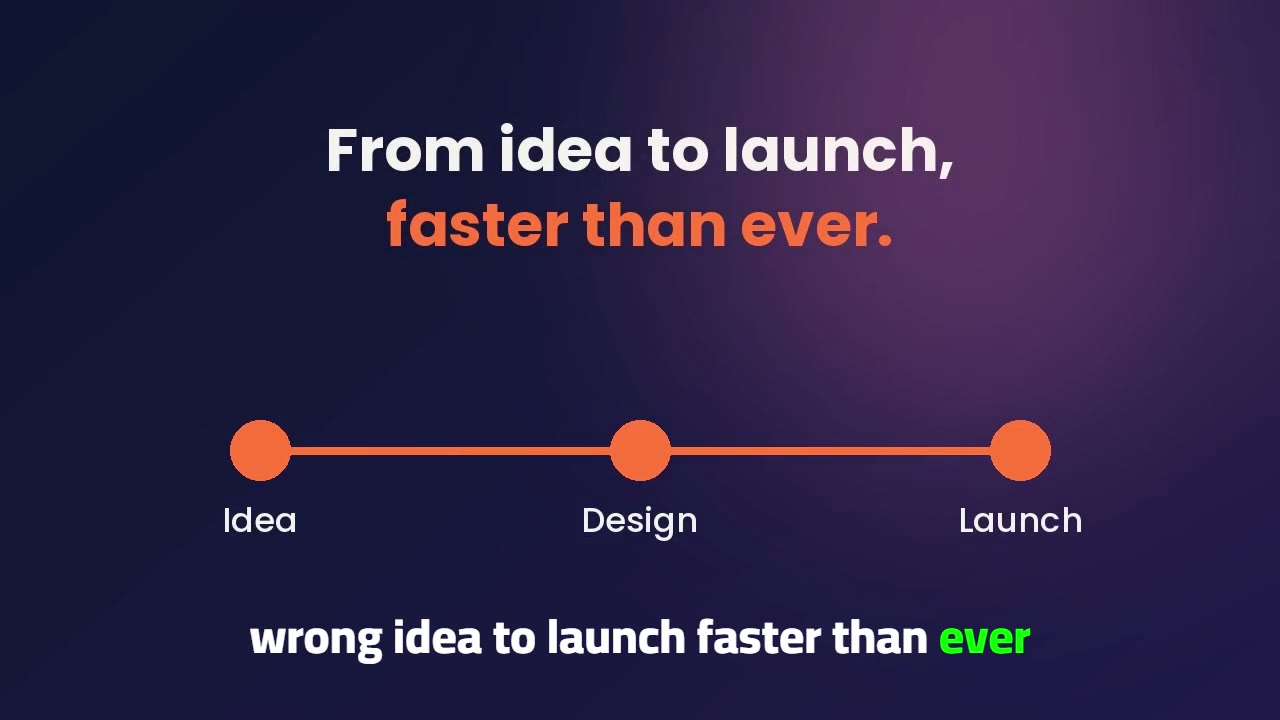 From idea to launch,
faster than ever.
Idea
Design
Launch
wrong idea to launch faster than ever